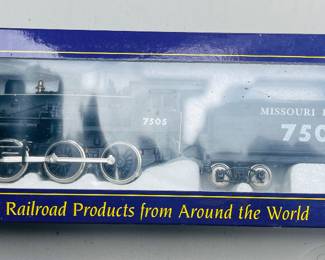 MISSOURI
7505
750
Railroad Products from Around the World